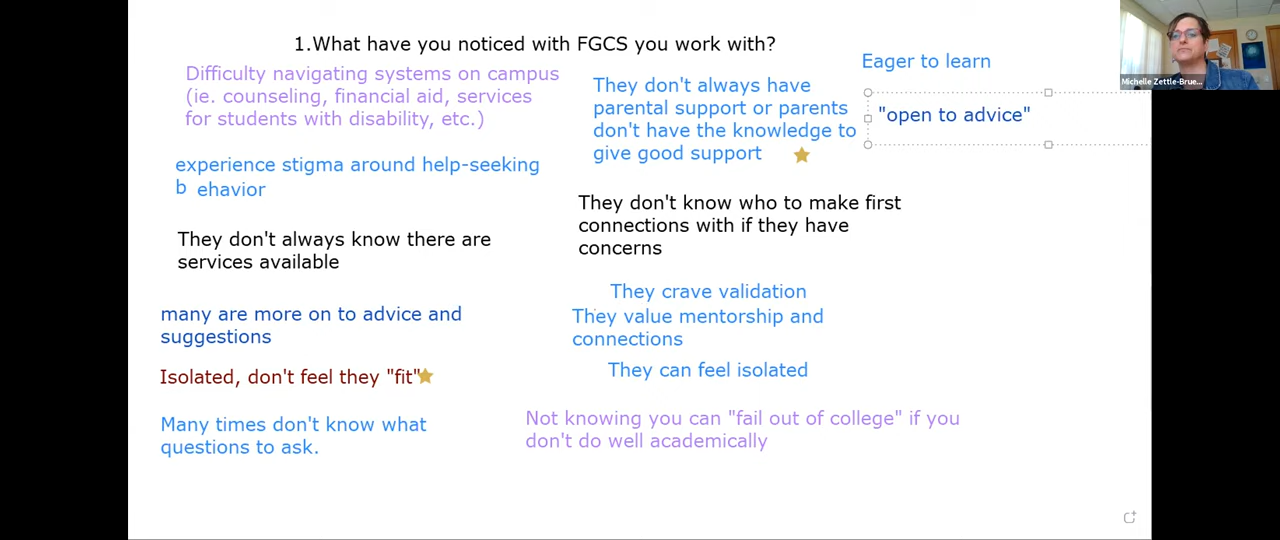 1.What have you noticed with FGCS you work with?
Difficulty navigating systems on campus
(ie. counseling, financial aid, services
for students with disability, etc.)
experience stigma around help-seeking
b ehavior
They don't always know there are
services available
many are more on to advice and
suggestions
Isolated, don't feel they "fit"
Many times don't know what
questions to ask.
They don't always have
parental support or parents
don't have the knowledge to
give good support
They don't know who to make first
connections with if they have
concerns
They crave validation
They value mentorship and
connections
They can feel isolated
Not knowing you can "fail out of college" if you
don't do well academically
Eager to learn
"open to advice"
Michelle Zettle-Brue...